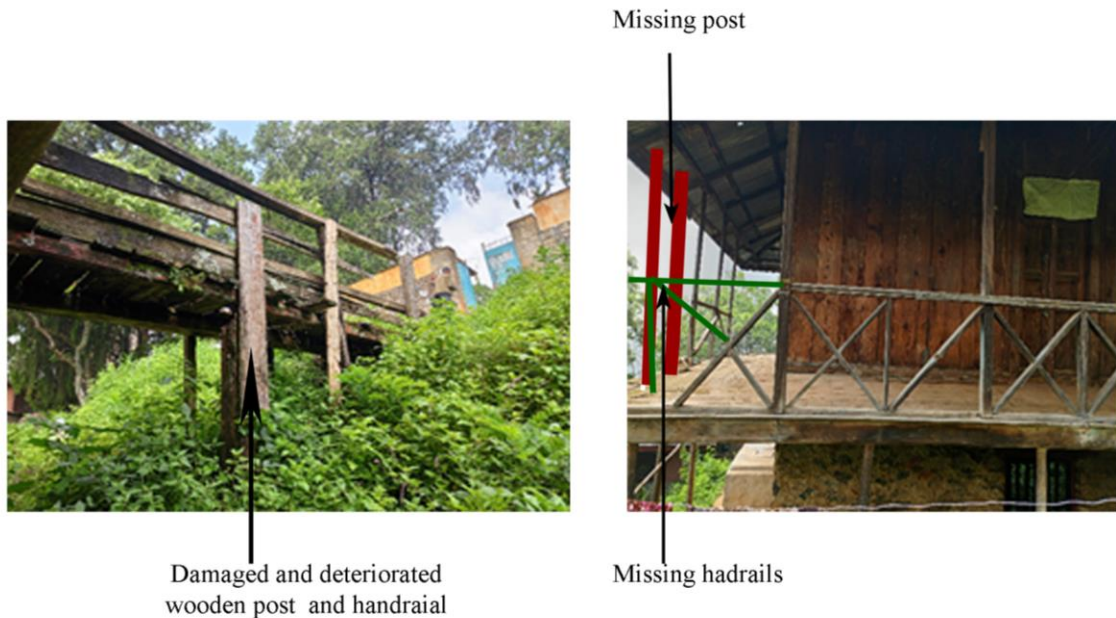 Missing post
Damaged and deteriorated
wooden post and handraial
Missing hadrails